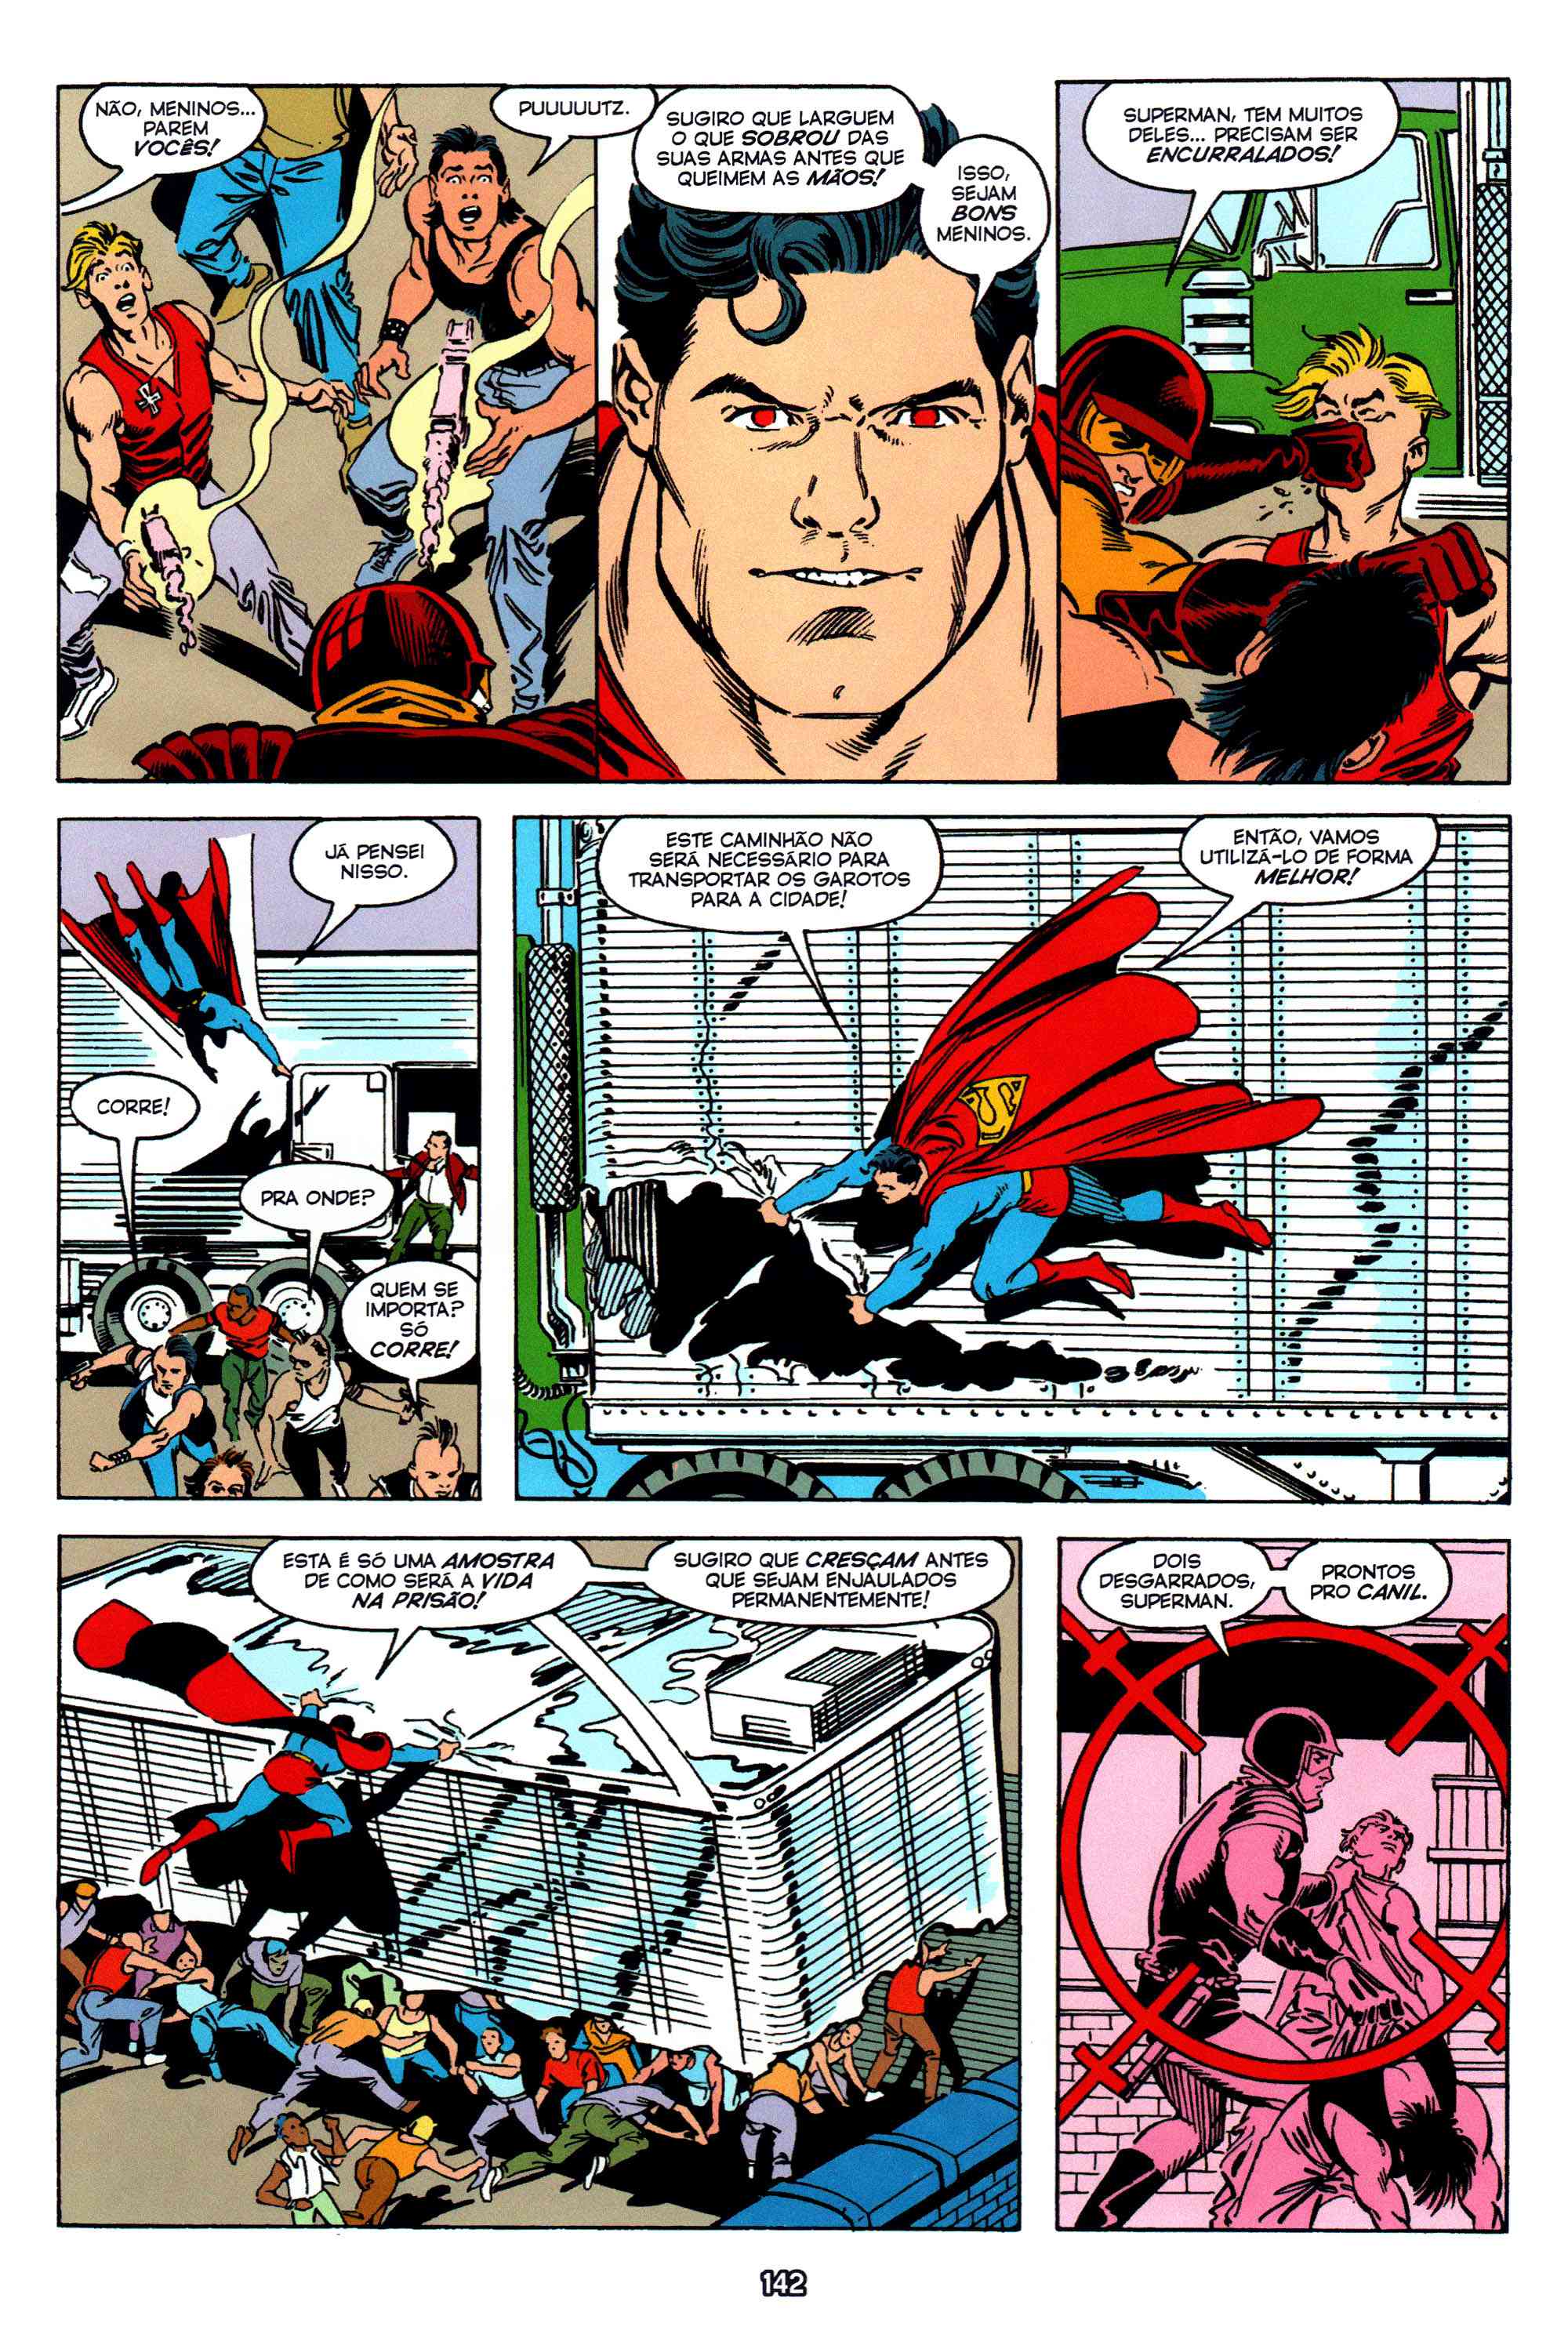 NÃO, MENINOS...
PAREM
VOCÊS!
PUUUUUTZ.
SUGIRO QUE LARGUEM
O QUE SOBROU DAS
SUAS ARMAS ANTES QUE
QUEIMEM AS MÃOS!
ISSO,
SEJAM
BONS
MENINOS.
SUPERMAN, TEM MUITOS
DELES... PRECISAM SER
ENCURRALADOS!
JÁ PENSEI
NISSO.
CORRE!
PRA ONDE?
QUEM SE
IMPORTA?
SÓ
CORRE!
ESTE CAMINHÃO NÃO
SERÁ NECESSÁRIO PARA
TRANSPORTAR OS GAROTOS
PARA A CIDADE!
ENTÃO, VAMOS
UTILIZÁ-LO DE FORMA
MELHOR!
S
ESTA É SÓ UMA AMOSTRA
DE COMO SERÁ A VIDA
NA PRISÃO!
SUGIRO QUE CRESÇAM ANTES
QUE SEJAM ENJAULADOS
PERMANENTEMENTE!
DOIS
DESGARRADOS,
SUPERMAN.
PRONTOS
PRO CANIL.
142